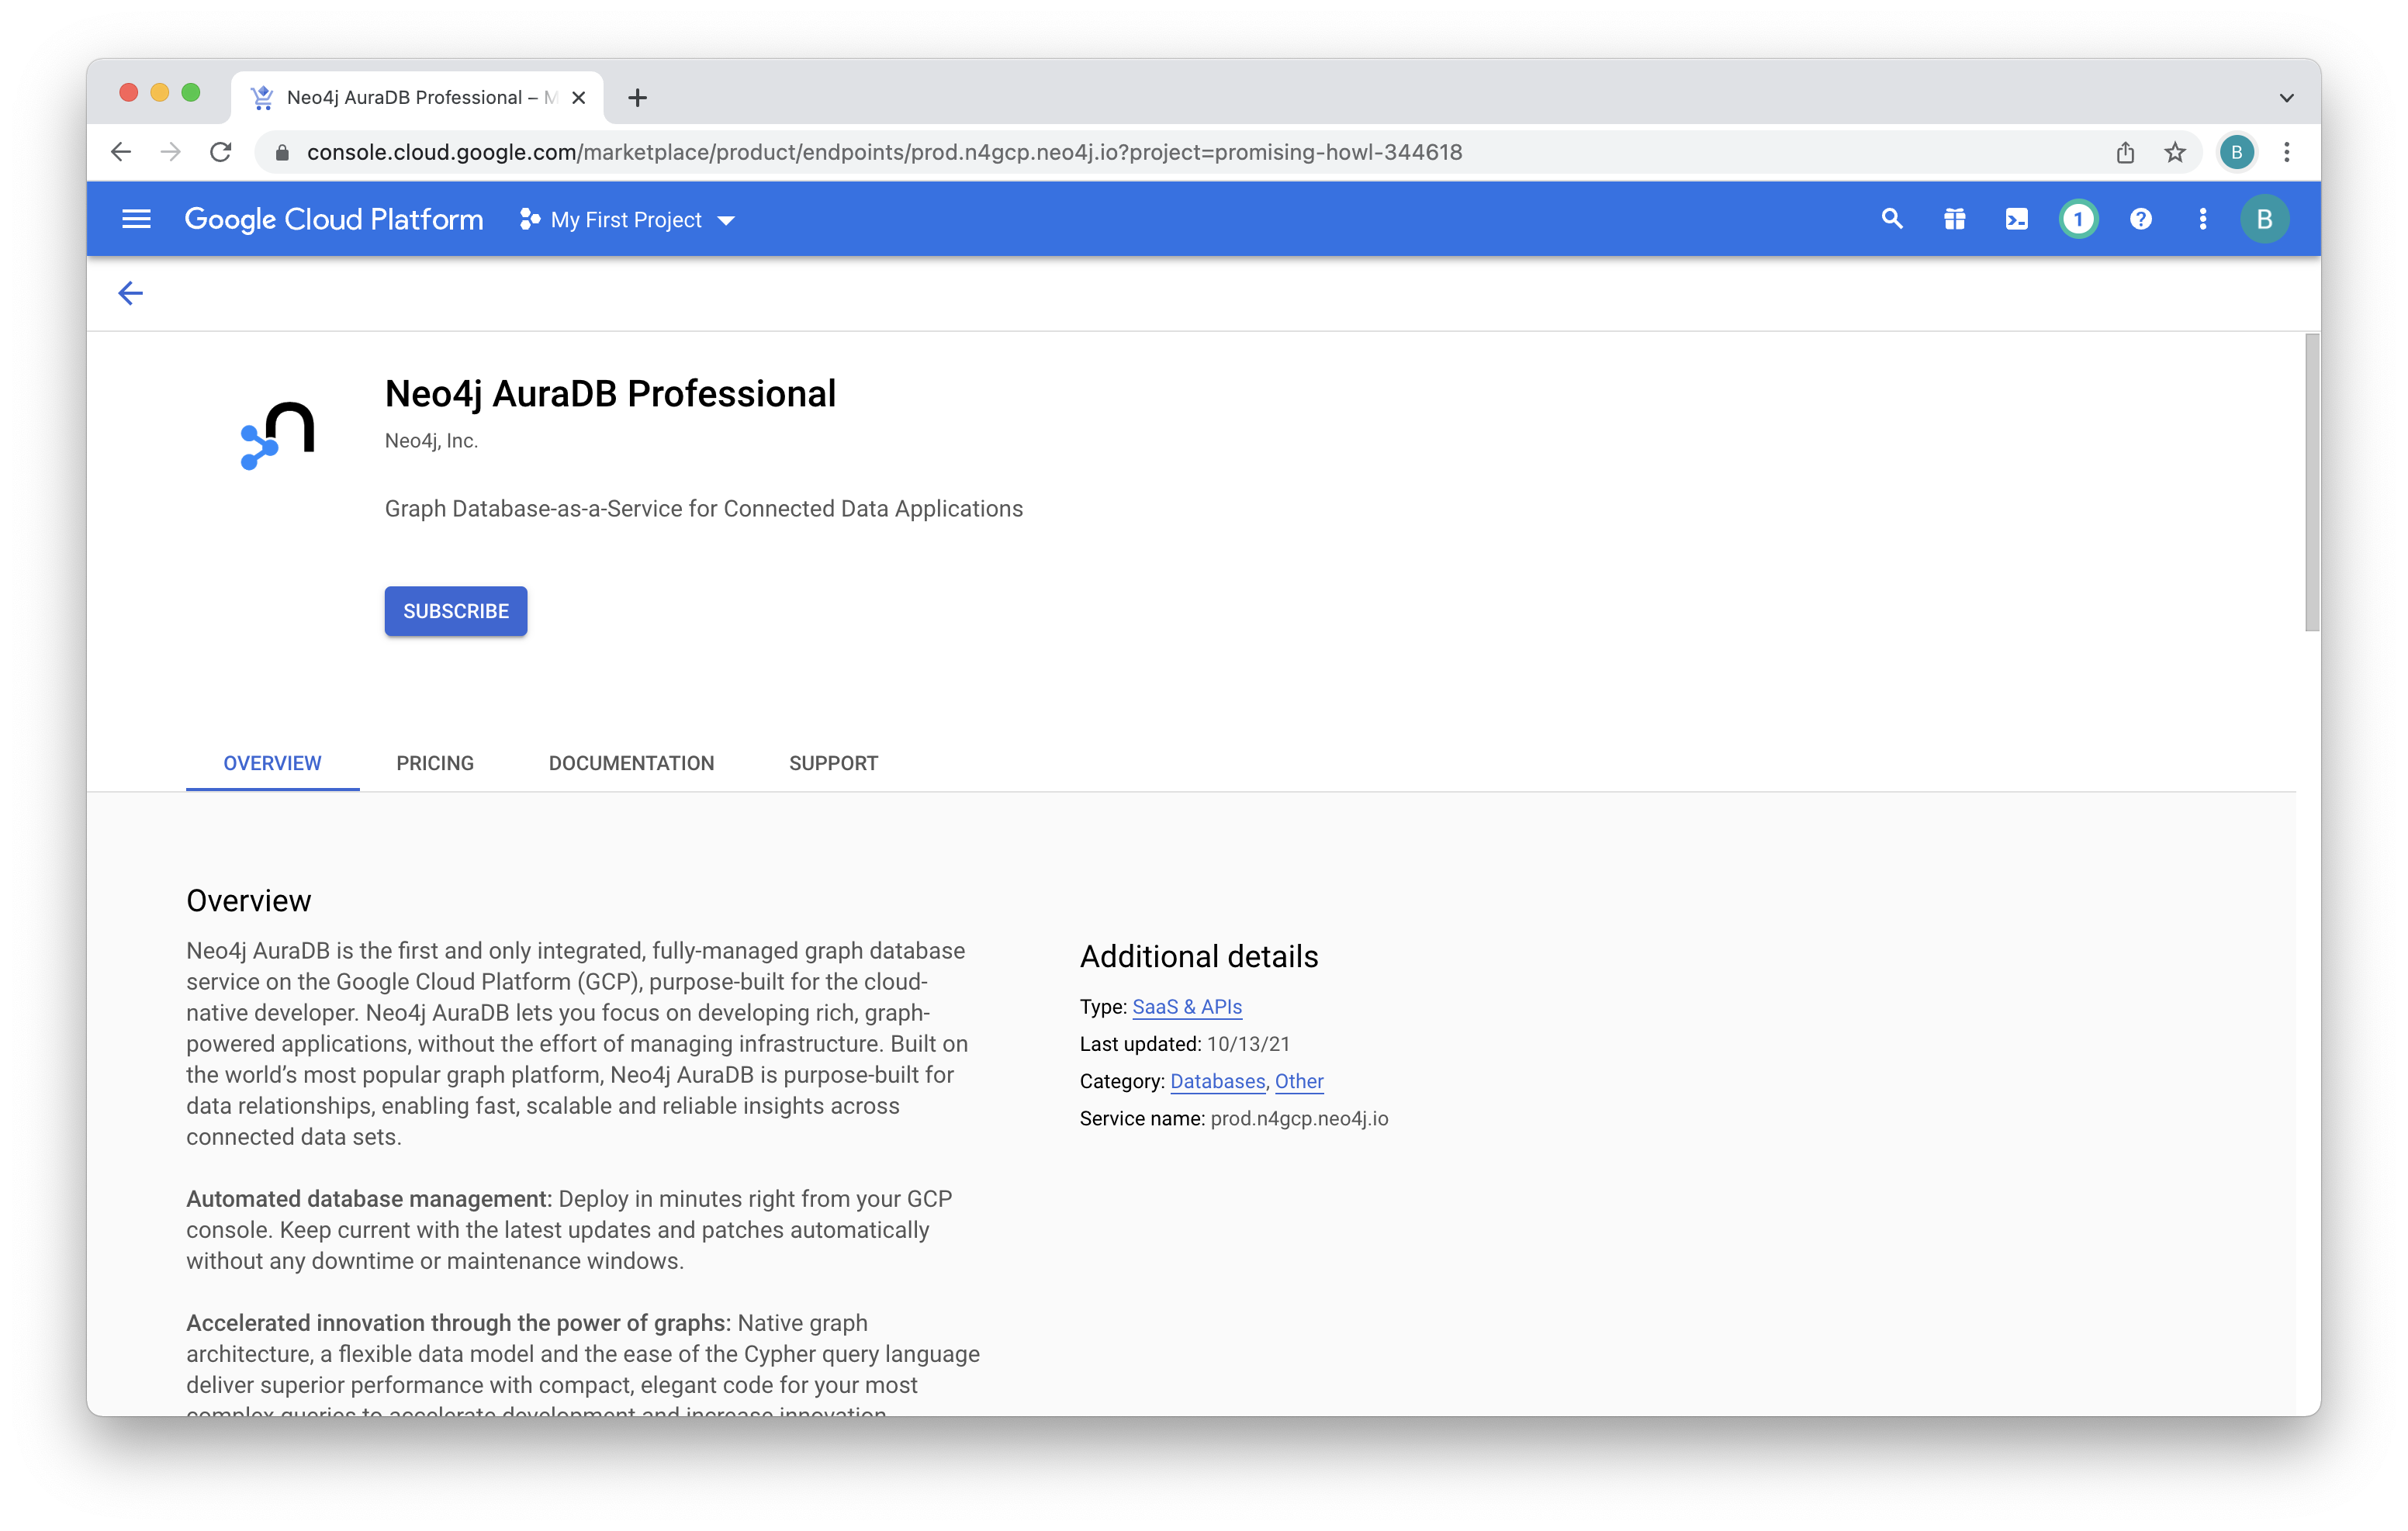 Neo4j AuraDB Professional – M
console.cloud.google.com/marketplace/product/endpoints/prod.n4gcp.neo4j.io?project=promising-howl-344618
B
Google Cloud Platform
My First Project
1
B
Neo4j AuraDB Professional
Neo4j, Inc.
Graph Database-as-a-Service for Connected Data Applications
SUBSCRIBE
OVERVIEW
PRICING
DOCUMENTATION
SUPPORT
Overview
Neo4j AuraDB is the first and only integrated, fully-managed graph database
service on the Google Cloud Platform (GCP), purpose-built for the cloud-
native developer. Neo4j AuraDB lets you focus on developing rich, graph-
powered applications, without the effort of managing infrastructure. Built on
the world’s most popular graph platform, Neo4j AuraDB is purpose-built for
data relationships, enabling fast, scalable and reliable insights across
connected data sets.
Automated database management: Deploy in minutes right from your GCP
console. Keep current with the latest updates and patches automatically
without any downtime or maintenance windows.
Accelerated innovation through the power of graphs: Native graph
architecture, a flexible data model and the ease of the Cypher query language
deliver superior performance with compact, elegant code for your most
complex queries to accelerate development and increase innovation
Additional details
Type: SaaS & APIs
Last updated: 10/13/21
Category: Databases, Other
Service name: prod.n4gcp.neo4j.io